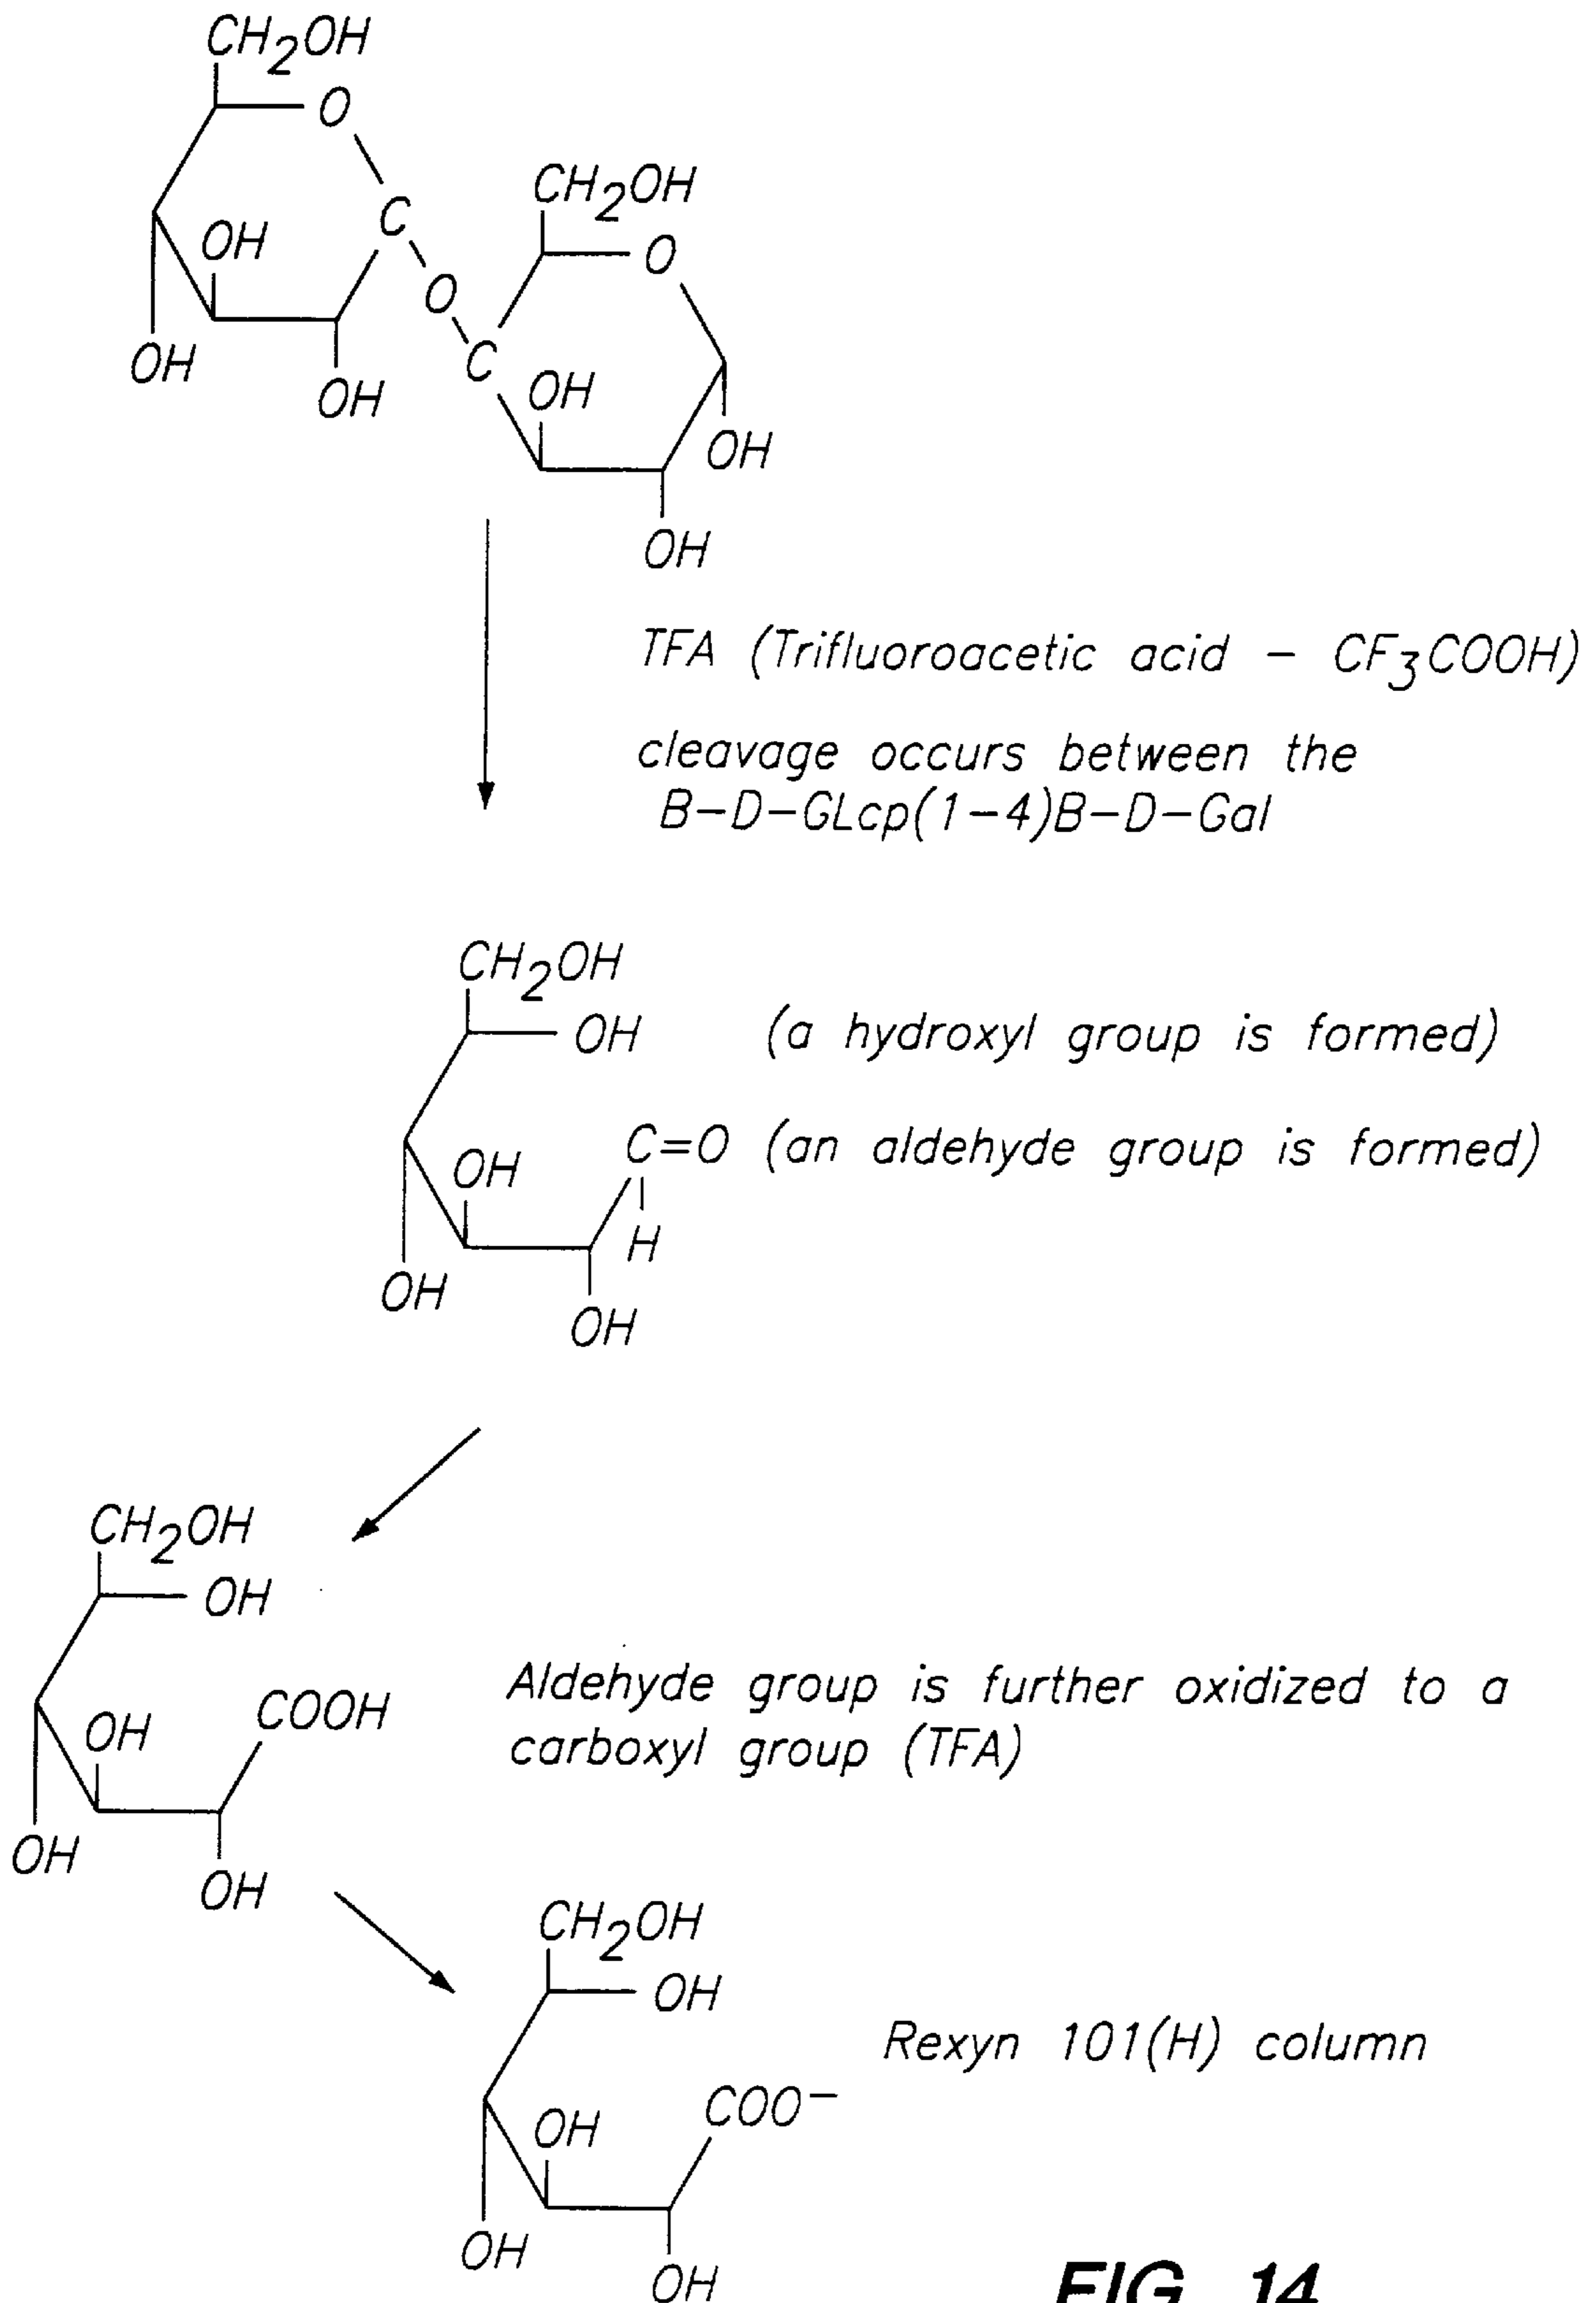 CH2OH
O
C
OH
O
OH
OH
CH2OH
O
C
OH
OH
OH
TFA (Trifluoroacetic acid - CF3COOH)
cleavage occurs between the
B-D-GLcp(1-4)B-D-Gal
CH2OH
OH (a hydroxyl group is formed)
C=O (an aldehyde group is formed)
OH
H
OH
OH
CH2OH
OH
COOH
OH
OH
OH
Aldehyde group is further oxidized to a
carboxyl group (TFA)
CH2OH
OH
Rexyn 101(H) column
COO-
OH
OH
OH
FIG. 14